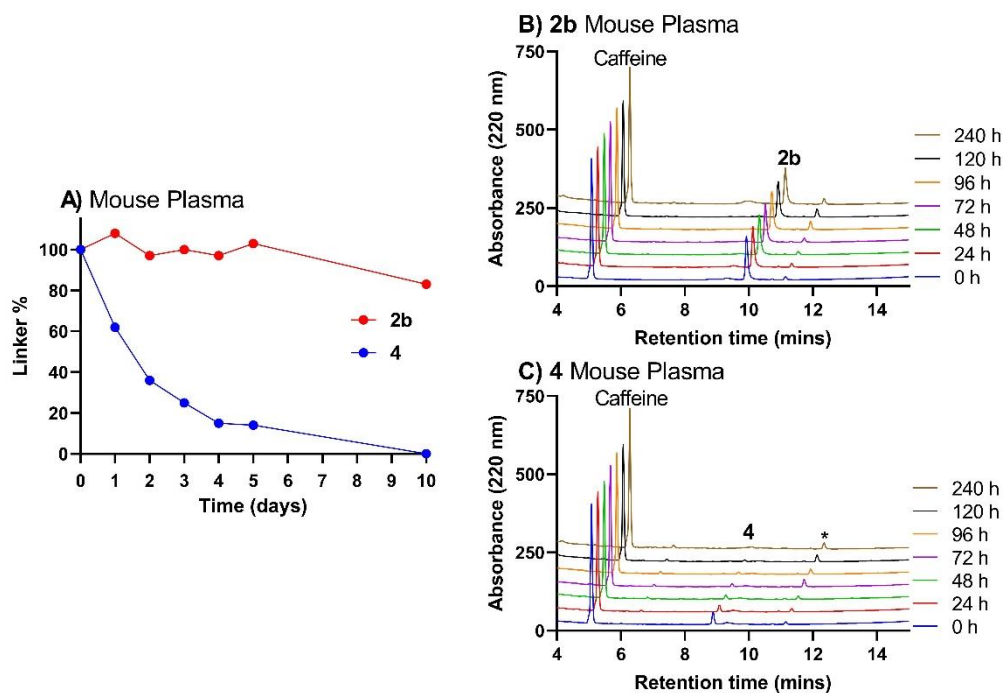 A) Mouse Plasma
Linker %
100
80
60
40
20
0
2b
4
0 1 2 3 4 5 6 7 8 9 10
Time (days)
B) 2b Mouse Plasma
Absorbance (220 nm)
750
500
250
0
Caffeine
2b
4 6 8 10 12 14
Retention time (mins)
240 h
120 h
96 h
72 h
48 h
24 h
0 h
C) 4 Mouse Plasma
Absorbance (220 nm)
750
500
250
0
Caffeine
4
*
4 6 8 10 12 14
Retention time (mins)
240 h
120 h
96 h
72 h
48 h
24 h
0 h